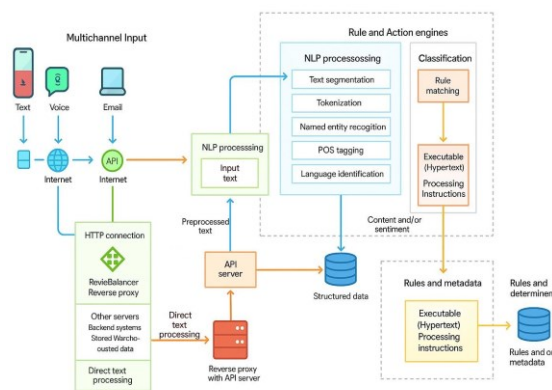 Multichannel Input
Text
Voice
Email
Internet
API
Internet
HTTP connection
RevieBalancer
Reverse proxy
Other servers
Backend systems
Stored Warcho-
ousted data
Direct text
processing
Direct
text
processing
Reverse proxy
with API server
API
server
Preprocessed
text
NLP processsing
Input
text
Rule and Action engines
NLP processosing
Text segmentation
Tokenization
Named entity recogition
POS tagging
Language identification
Structured data
Classification
Rule
matching
Executable
(Hypertext)
Processing
Instructions
Content and/or
sentiment
Rules and metadata
Executable
(Hypertext)
Processing
instructions
Rules and
determiner
Rules and or
metadata